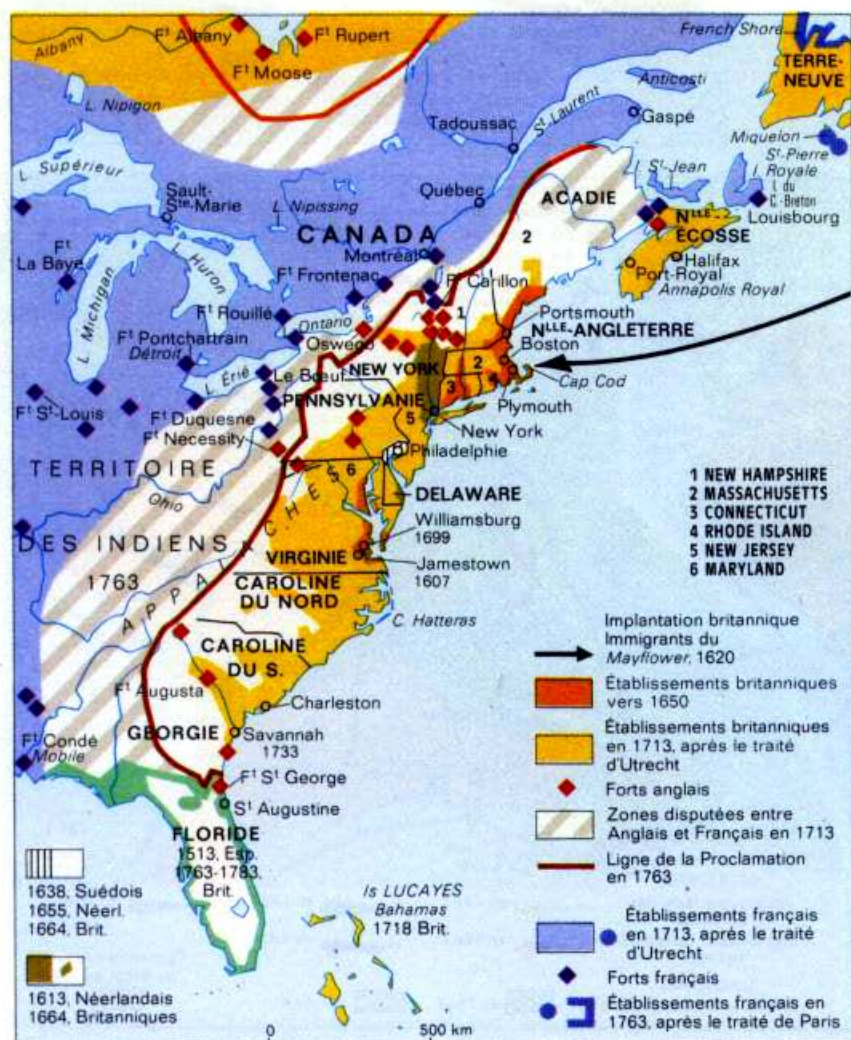 Albany
Fᵗ Albany
Fᵗ Rupert
Fᵗ Moose
French Shore
TERRE-
NEUVE
L. Nipigon
Anticosti
Sᵗ Laurent
Tadoussac
Gaspé
Miquelon
Sᵗ-Pierre
L. Supérieur
I. Sᵗ-Jean
I. Royale
I. du
C.-Breton
Sault-
Sᵗᵉ-Marie
L. Nipissing
Québec
ACADIE
2
Louisbourg
Nˡˡᵉ-
ÉCOSSE
CANADA
Montréal
Halifax
Port-Royal
Annapolis Royal
Fᵗ
La Baye
L. Huron
L. Michigan
Fᵗ Frontenac
Fᵗ Carillon
Fᵗ Rouillé
Ontario
Oswego
1
Portsmouth
Nˡˡᵉ-ANGLETERRE
Boston
Fᵗ Pontchartrain
Détroit
L. Érié
Le Bœuf
NEW YORK
2
3
4
Cap Cod
Plymouth
PENNSYLVANIE
Fᵗ Sᵗ-Louis
Fᵗ Duquesne
Fᵗ Necessity
5
New York
Philadelphie
TERRITOIRE
Ohio
6
DELAWARE
Williamsburg
1699
DES INDIENS
1763
APPALACHES
VIRGINIE
Jamestown
1607
CAROLINE
DU NORD
C. Hatteras
CAROLINE
DU S.
Fᵗ Augusta
Charleston
GEORGIE
Savannah
1733
Fᵗ Condé
Mobile
Fᵗ Sᵗ George
Sᵗ Augustine
FLORIDE
1513, Esp.
1763-1783,
Brit.
Is LUCAYES
Bahamas
1718 Brit.
1 NEW HAMPSHIRE
2 MASSACHUSETTS
3 CONNECTICUT
4 RHODE ISLAND
5 NEW JERSEY
6 MARYLAND
Implantation britannique
Immigrants du
Mayflower, 1620
Établissements britanniques
vers 1650
Établissements britanniques
en 1713, après le traité
d'Utrecht
Forts anglais
Zones disputées entre
Anglais et Français en 1713
Ligne de la Proclamation
en 1763
Établissements français
en 1713, après le traité
d'Utrecht
Forts français
Établissements français en
1763, après le traité de Paris
1638, Suédois
1655, Néerl.
1664, Brit.
1613, Néerlandais
1664, Britanniques
0
500 km